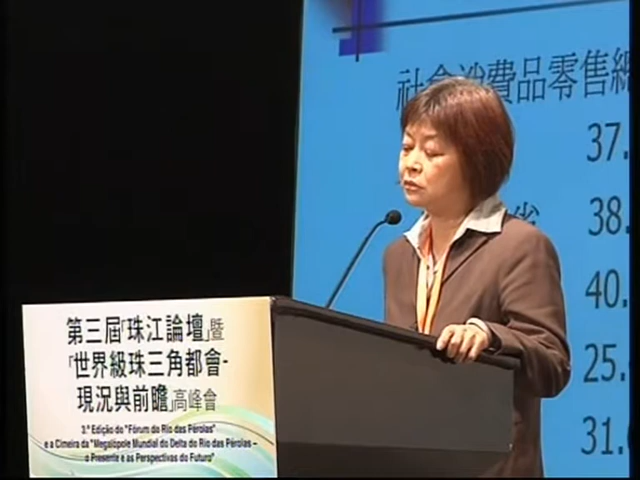 社會消費品零售總
37.
38.
省
40.
25.
31.
第三屆「珠江論壇」暨
「世界級珠三角都會-
現況與前瞻」高峰會
3.ª Edição do "Fórum do Rio das Pérolas"
e a Cimeira da "Megalópole Mundial do Delta do Rio das Pérolas –
o Presente e as Perspectivas do Futuro"